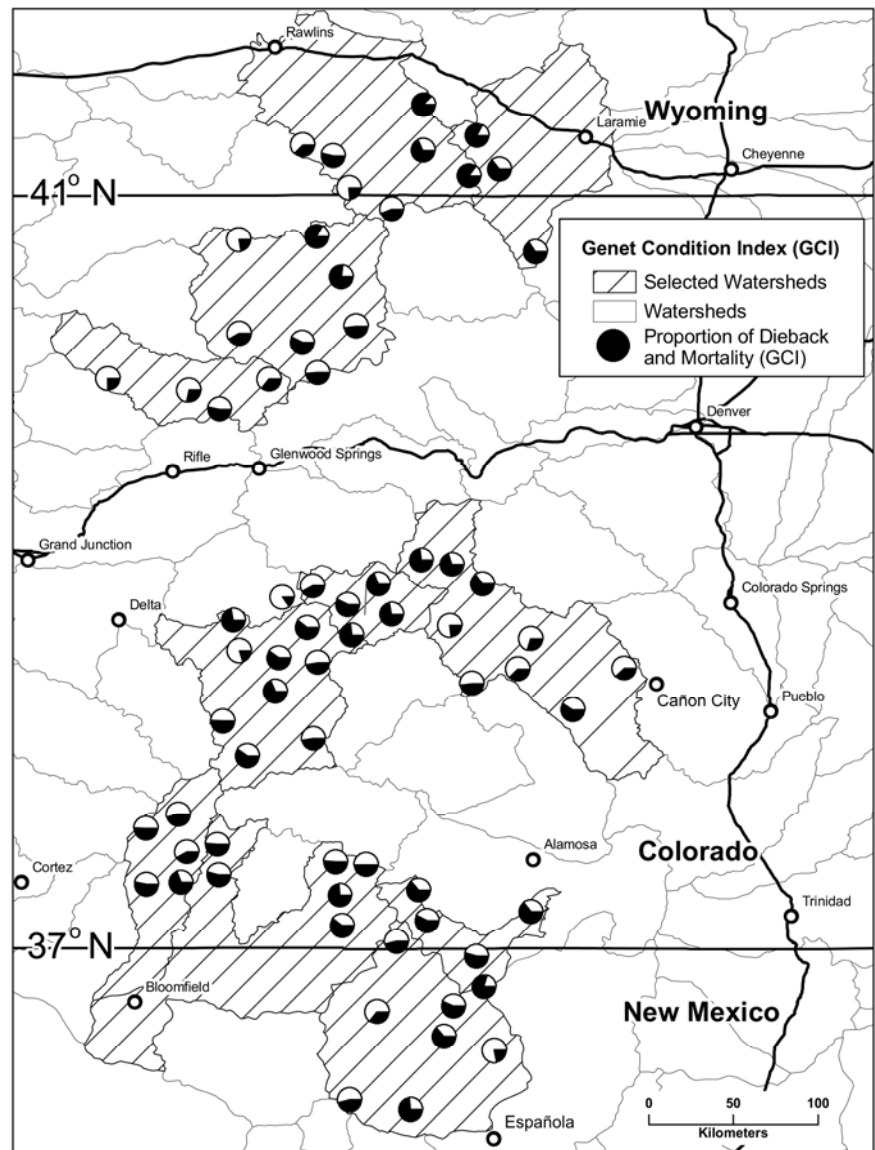 Rawlins
Wyoming
Laramie
Cheyenne
41° N
Genet Condition Index (GCI)
Selected Watersheds
Watersheds
Proportion of Dieback
and Mortality (GCI)
Denver
Rifle
Glenwood Springs
Grand Junction
Delta
Colorado Springs
Cañon City
Pueblo
Alamosa
Colorado
Cortez
Trinidad
37° N
Bloomfield
New Mexico
0 50 100
Kilometers
Española